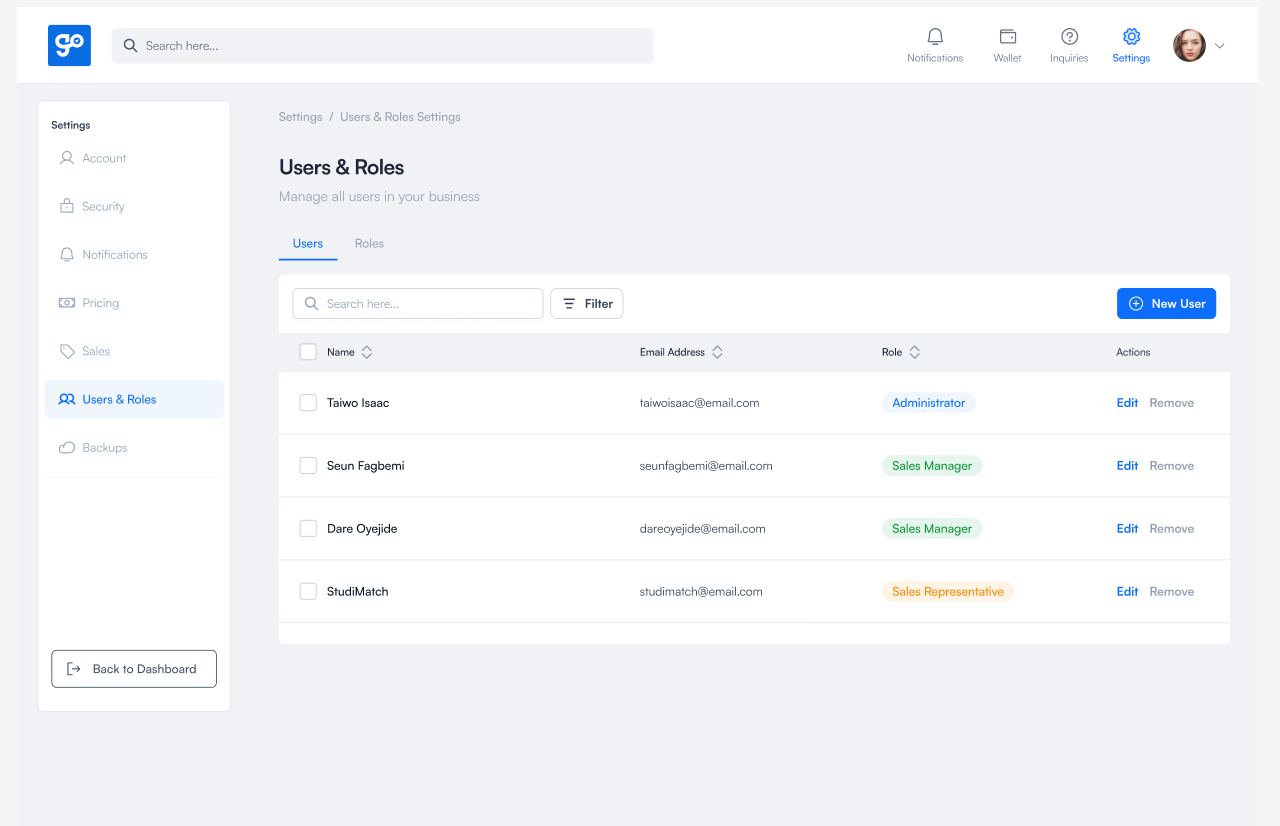 go
Search here...
Notifications
Wallet
Inquiries
Settings
Settings
Account
Security
Notifications
Pricing
Sales
Users & Roles
Backups
Back to Dashboard
Settings / Users & Roles Settings
Users & Roles
Manage all users in your business
Users Roles
Search here... Filter New User
Name Email Address Role Actions
Taiwo Isaac taiwoisaac@email.com Administrator Edit Remove
Seun Fagbemi seunfagbemi@email.com Sales Manager Edit Remove
Dare Oyejide dareoyejide@email.com Sales Manager Edit Remove
StudiMatch studimatch@email.com Sales Representative Edit Remove